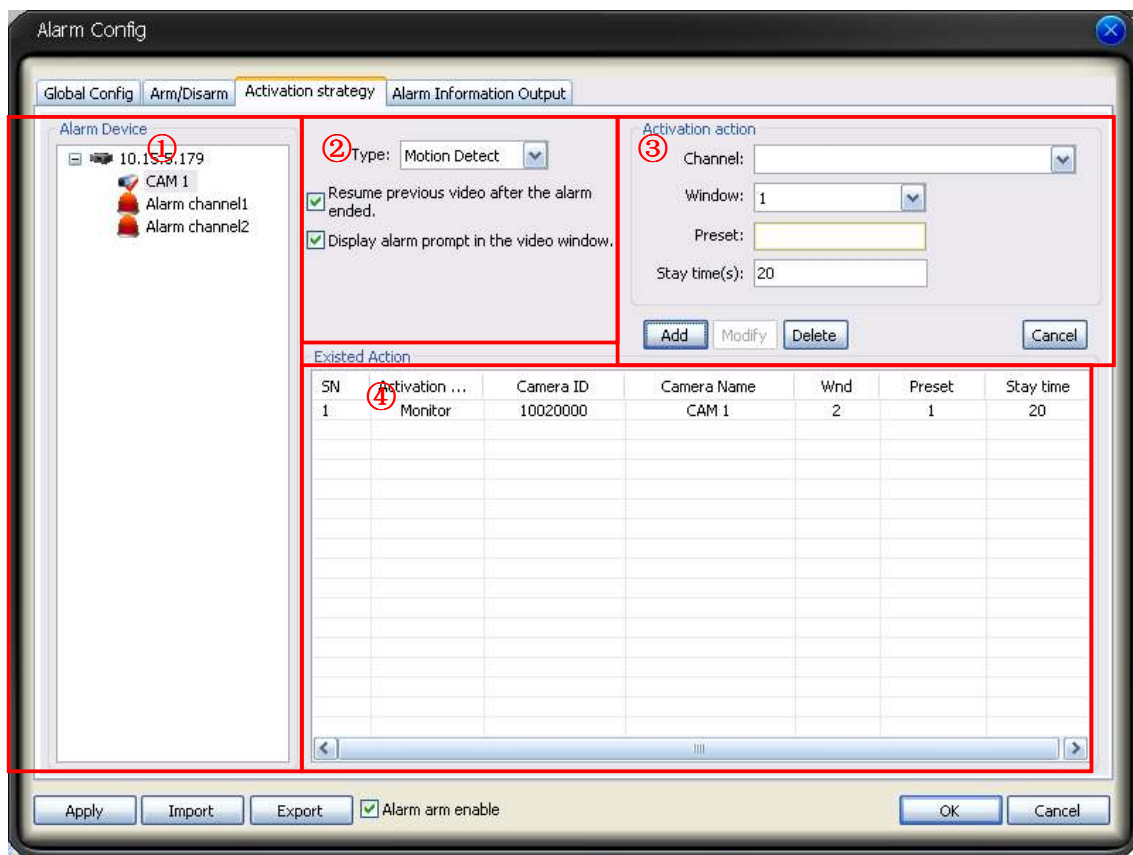 Alarm Config
Global Config Arm/Disarm Activation strategy Alarm Information Output
Alarm Device
①
10.15.5.179
CAM 1
Alarm channel1
Alarm channel2
②
Type: Motion Detect
Resume previous video after the alarm
ended.
Display alarm prompt in the video window.
Activation action
③
Channel:
Window: 1
Preset:
Stay time(s): 20
Add Modify Delete Cancel
Existed Action
④
SN Activation ... Camera ID Camera Name Wnd Preset Stay time
1 Monitor 10020000 CAM 1 2 1 20
Apply Import Export Alarm arm enable OK Cancel